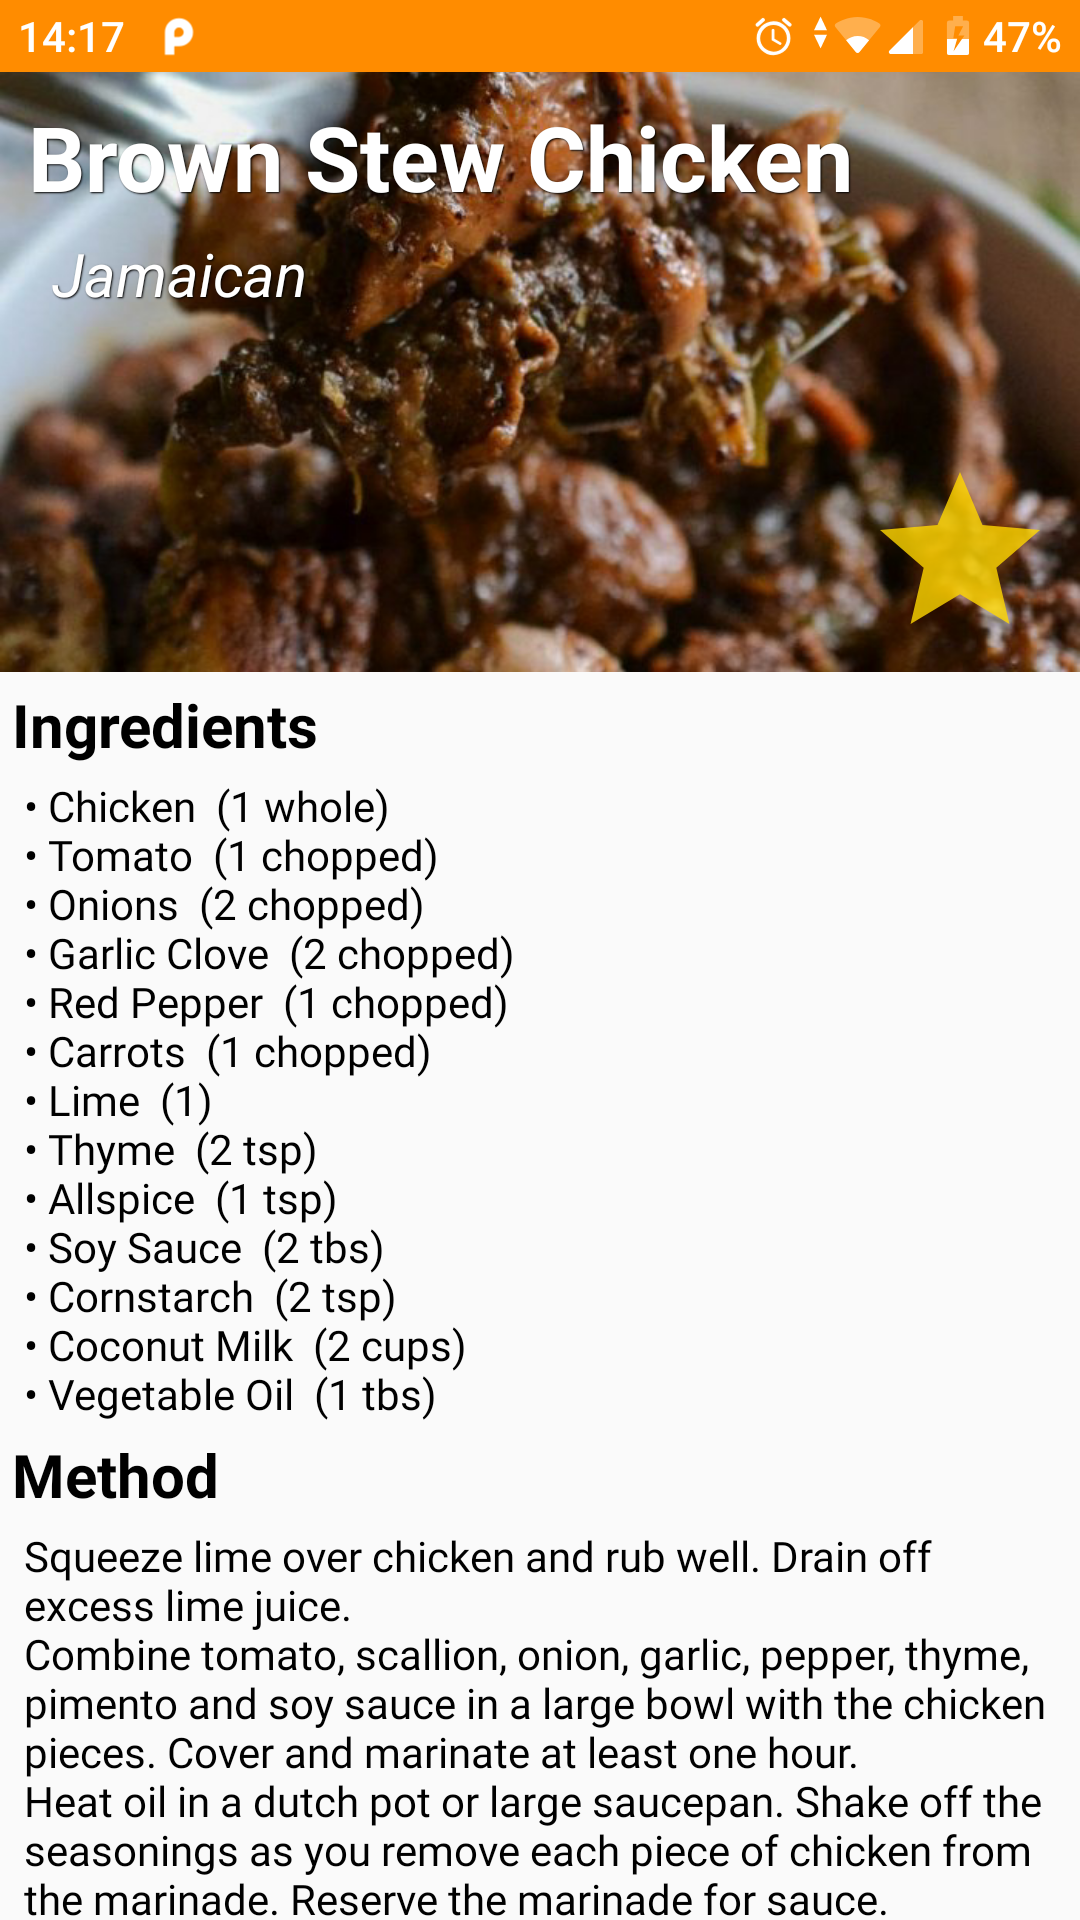 14:17
47%
Brown Stew Chicken
Jamaican
Ingredients
• Chicken  (1 whole)
• Tomato  (1 chopped)
• Onions  (2 chopped)
• Garlic Clove  (2 chopped)
• Red Pepper  (1 chopped)
• Carrots  (1 chopped)
• Lime  (1)
• Thyme  (2 tsp)
• Allspice  (1 tsp)
• Soy Sauce  (2 tbs)
• Cornstarch  (2 tsp)
• Coconut Milk  (2 cups)
• Vegetable Oil  (1 tbs)
Method
Squeeze lime over chicken and rub well. Drain off
excess lime juice.
Combine tomato, scallion, onion, garlic, pepper, thyme,
pimento and soy sauce in a large bowl with the chicken
pieces. Cover and marinate at least one hour.
Heat oil in a dutch pot or large saucepan. Shake off the
seasonings as you remove each piece of chicken from
the marinade. Reserve the marinade for sauce.